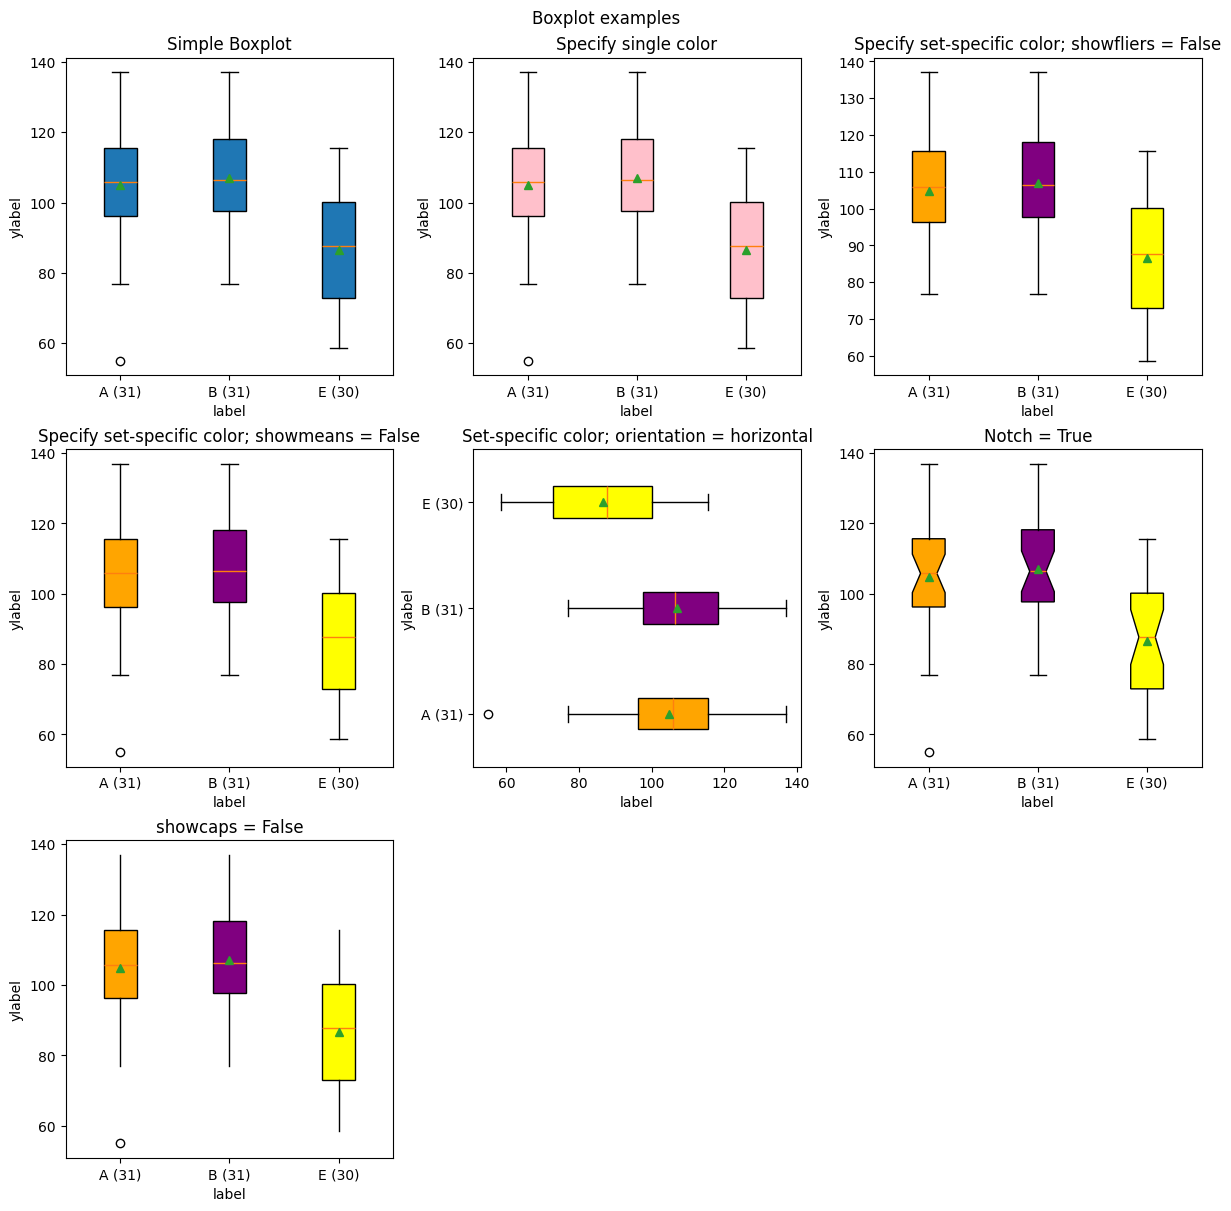 Boxplot examples
Simple Boxplot
140
120
100
80
60
ylabel
A (31) B (31) E (30)
label
Specify single color
140
120
100
80
60
ylabel
A (31) B (31) E (30)
label
Specify set-specific color; showfliers = False
140
130
120
110
100
90
80
70
60
ylabel
A (31) B (31) E (30)
label
Specify set-specific color; showmeans = False
140
120
100
80
60
ylabel
A (31) B (31) E (30)
label
Set-specific color; orientation = horizontal
E (30)
B (31)
A (31)
ylabel
60 80 100 120 140
label
Notch = True
140
120
100
80
60
ylabel
A (31) B (31) E (30)
label
showcaps = False
140
120
100
80
60
ylabel
A (31) B (31) E (30)
label